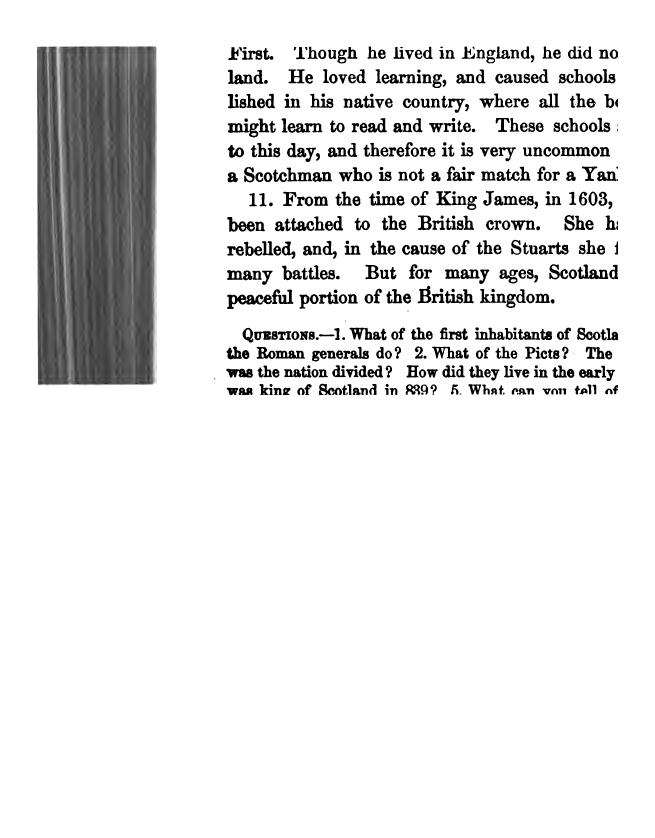 First. Though he lived in England, he did
land. He loved learning, and caused schools
lished in his native country, where all the
might learn to read and write. These schools
to this day, and therefore it is very uncommon
a Scotchman who is not a fair match for a
11. From the time of King James, in 1603,
been attached to the British crown. She
rebelled, and, in the cause of the Stuarts she
many battles. But for many ages, Scotland
peaceful portion of the British kingdom.
QUESTIONS.—1. What of the first inhabitants of
the Roman generals do? 2. What of the Picts? The
was the nation divided? How did they live in the early
was king of Scotland in 839? 5. What can you tell of